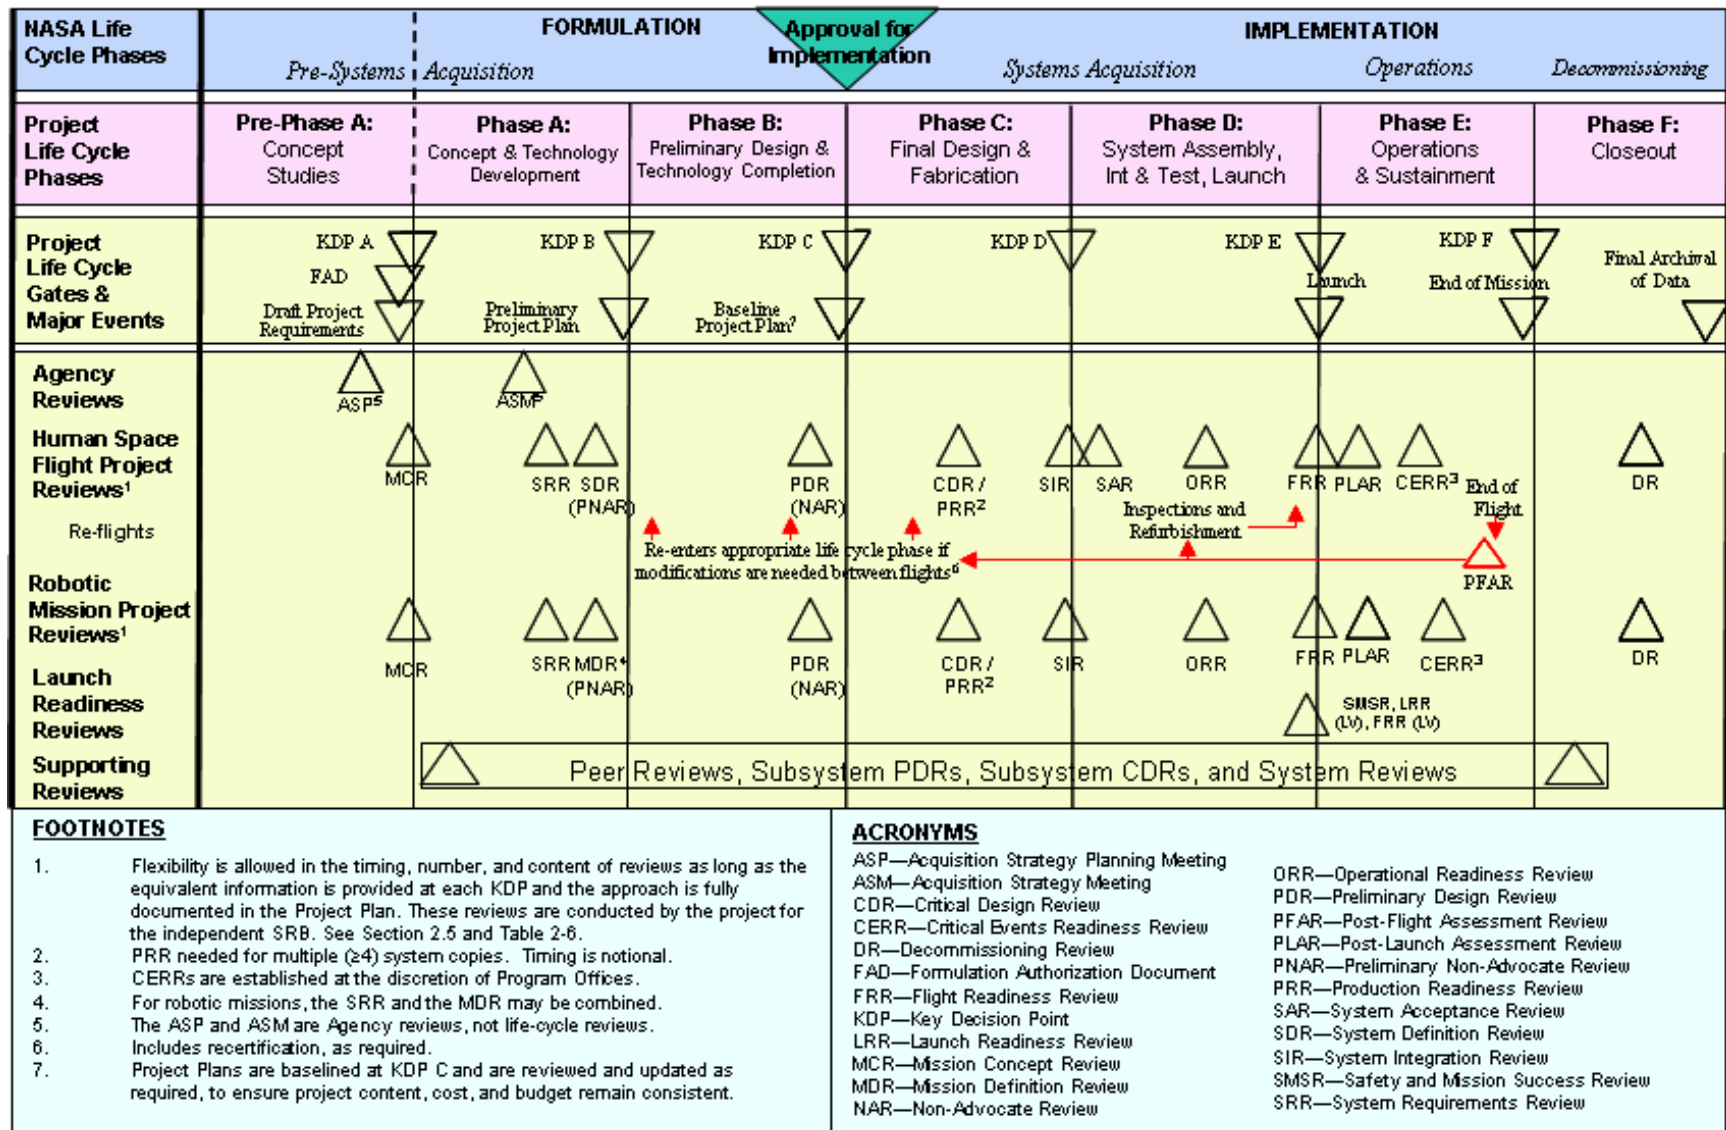 NASA Life
Cycle Phases
FORMULATION
Approval for
Implementation
IMPLEMENTATION
Pre-Systems Acquisition
Systems Acquisition
Operations
Decommissioning
Project
Life Cycle
Phases
Pre-Phase A:
Concept
Studies
Phase A:
Concept & Technology
Development
Phase B:
Preliminary Design &
Technology Completion
Phase C:
Final Design &
Fabrication
Phase D:
System Assembly,
Int & Test, Launch
Phase E:
Operations
& Sustainment
Phase F:
Closeout
Project
Life Cycle
Gates &
Major Events
KDP A
FAD
Draft Project
Requirements
KDP B
Preliminary
Project Plan
KDP C
Baseline
Project Plan⁷
KDP D
KDP E
Launch
KDP F
End of Mission
Final Archival
of Data
Agency
Reviews
ASP⁵
ASM⁵
Human Space
Flight Project
Reviews¹
MCR
SRR
SDR
(PNAR)
PDR
(NAR)
CDR /
PRR²
SIR
SAR
ORR
FRR
PLAR
CERR³
DR
Re-flights
Re-enters appropriate life cycle phase if
modifications are needed between flights⁶
Inspections and
Refurbishment
End of
Flight
PFAR
Robotic
Mission Project
Reviews¹
MCR
SRR
MDR⁴
(PNAR)
PDR
(NAR)
CDR /
PRR²
SIR
ORR
FRR
PLAR
CERR³
DR
Launch
Readiness
Reviews
SMSR, LRR
(LV), FRR (LV)
Supporting
Reviews
Peer Reviews, Subsystem PDRs, Subsystem CDRs, and System Reviews
FOOTNOTES
1. Flexibility is allowed in the timing, number, and content of reviews as long as the
equivalent information is provided at each KDP and the approach is fully
documented in the Project Plan. These reviews are conducted by the project for
the independent SRB. See Section 2.5 and Table 2-6.
2. PRR needed for multiple (≥4) system copies. Timing is notional.
3. CERRs are established at the discretion of Program Offices.
4. For robotic missions, the SRR and the MDR may be combined.
5. The ASP and ASM are Agency reviews, not life-cycle reviews.
6. Includes recertification, as required.
7. Project Plans are baselined at KDP C and are reviewed and updated as
required, to ensure project content, cost, and budget remain consistent.
ACRONYMS
ASP—Acquisition Strategy Planning Meeting
ASM—Acquisition Strategy Meeting
CDR—Critical Design Review
CERR—Critical Events Readiness Review
DR—Decommissioning Review
FAD—Formulation Authorization Document
FRR—Flight Readiness Review
KDP—Key Decision Point
LRR—Launch Readiness Review
MCR—Mission Concept Review
MDR—Mission Definition Review
NAR—Non-Advocate Review
ORR—Operational Readiness Review
PDR—Preliminary Design Review
PFAR—Post-Flight Assessment Review
PLAR—Post-Launch Assessment Review
PNAR—Preliminary Non-Advocate Review
PRR—Production Readiness Review
SAR—System Acceptance Review
SDR—System Definition Review
SIR—System Integration Review
SMSR—Safety and Mission Success Review
SRR—System Requirements Review